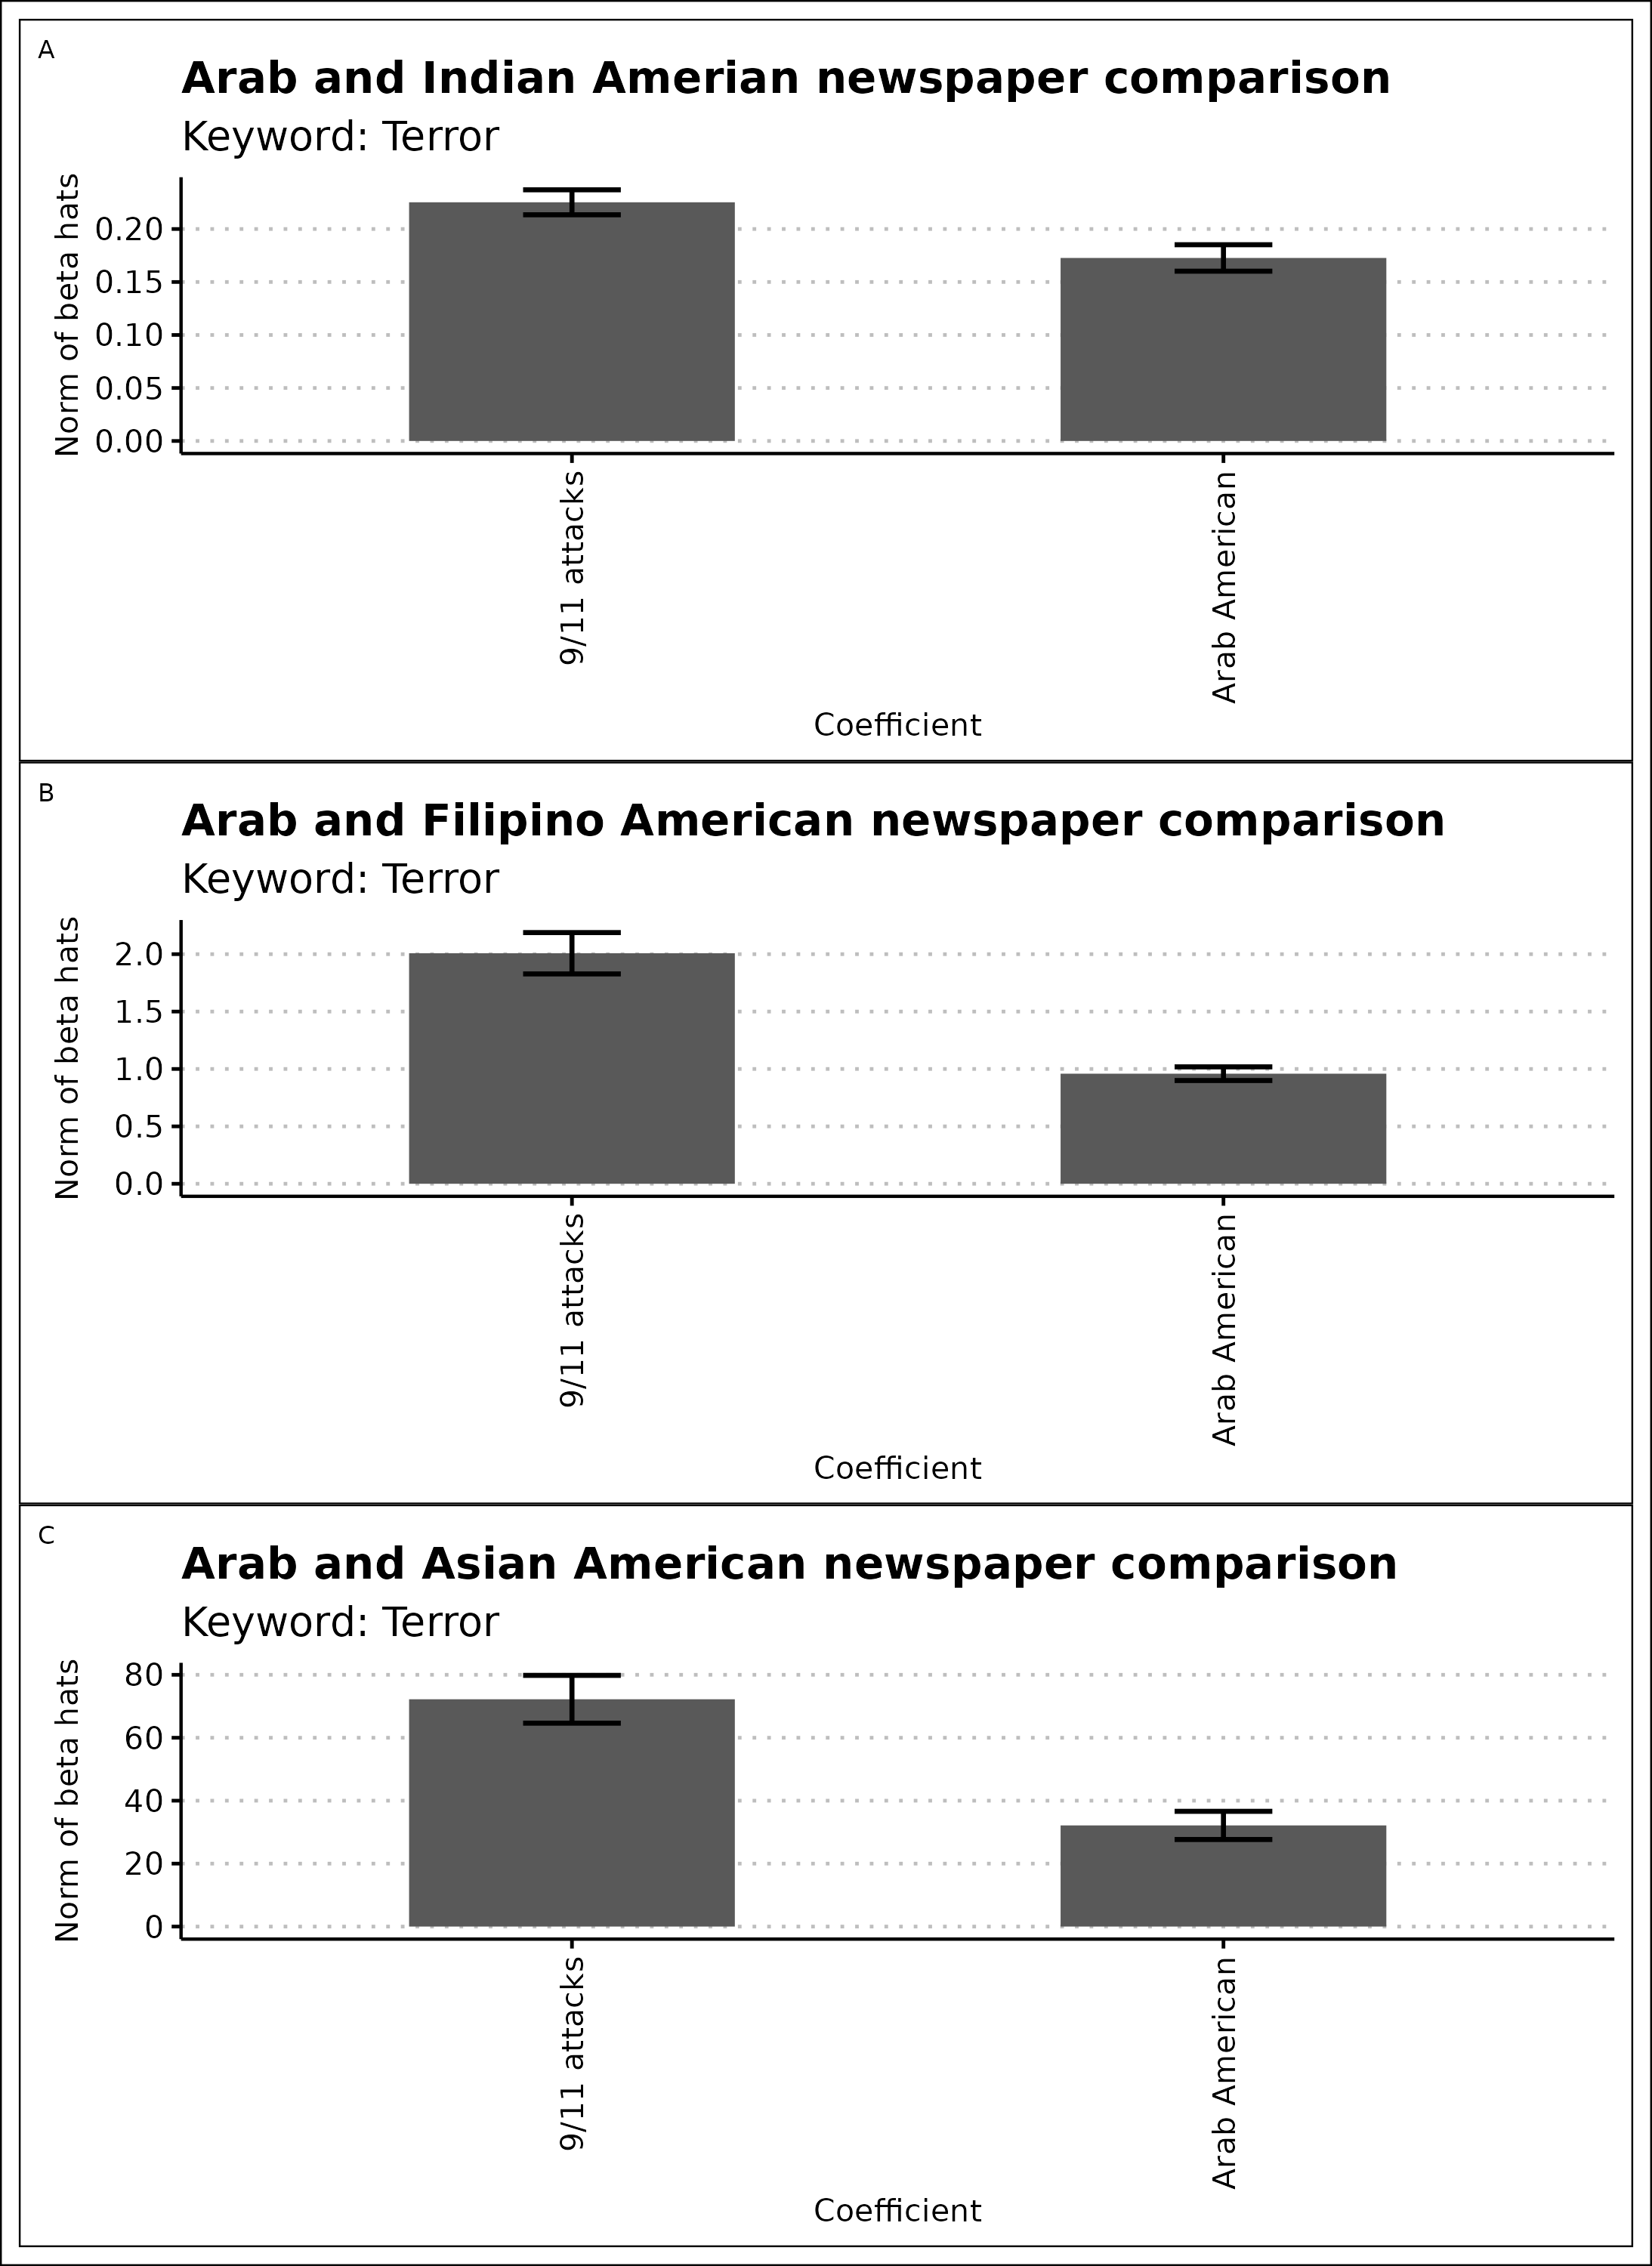 A
Arab and Indian Amerian newspaper comparison
Keyword: Terror
Norm of beta hats
0.20
0.15
0.10
0.05
0.00
9/11 attacks
Arab American
Coefficient
B
Arab and Filipino American newspaper comparison
Keyword: Terror
Norm of beta hats
2.0
1.5
1.0
0.5
0.0
9/11 attacks
Arab American
Coefficient
C
Arab and Asian American newspaper comparison
Keyword: Terror
Norm of beta hats
80
60
40
20
0
9/11 attacks
Arab American
Coefficient